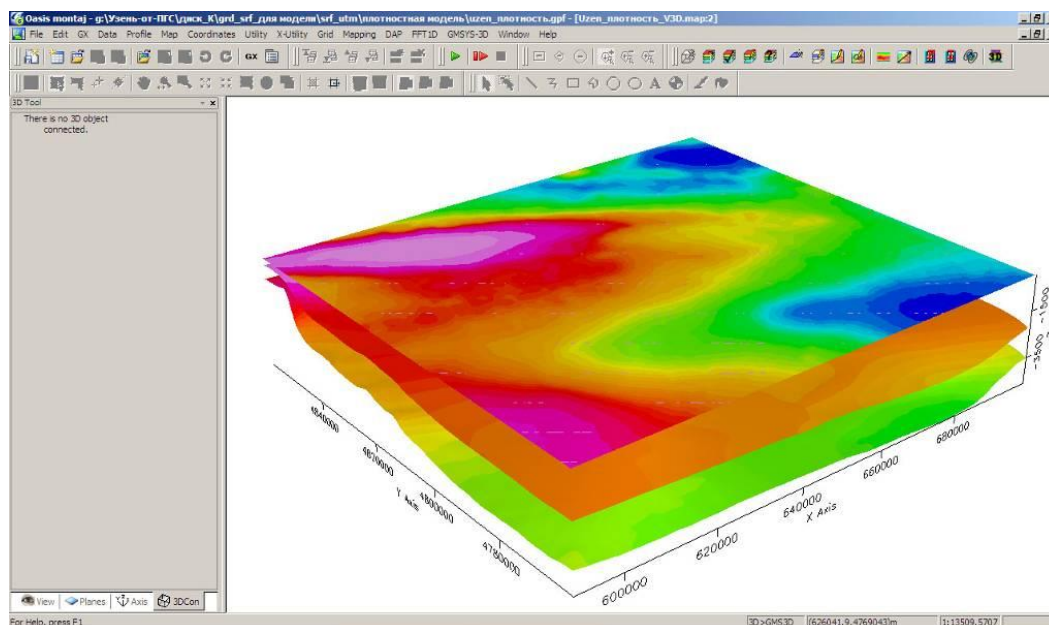 Oasis montaj - g:\Узень-от-ПГС\диск_K\grd_srf_для модели\srf_utm\плотностная модель\uzen_плотность.gpf - [Uzen_плотность_V3D.map:2]
File Edit GX Data Profile Map Coordinates Utility X-Utility Grid Mapping DAP FFT1D GMSYS-3D Window Help
GX
3D
A
3D Tool
There is no 3D object
connected.
-1500
-3500
4840000
4820000
Y Axis
4800000
4780000
680000
660000
640000
X Axis
620000
600000
View Planes Axis 3DCon
For Help, press F1
3D>GMS3D (626041.9,4769043)m 1:13509.5707